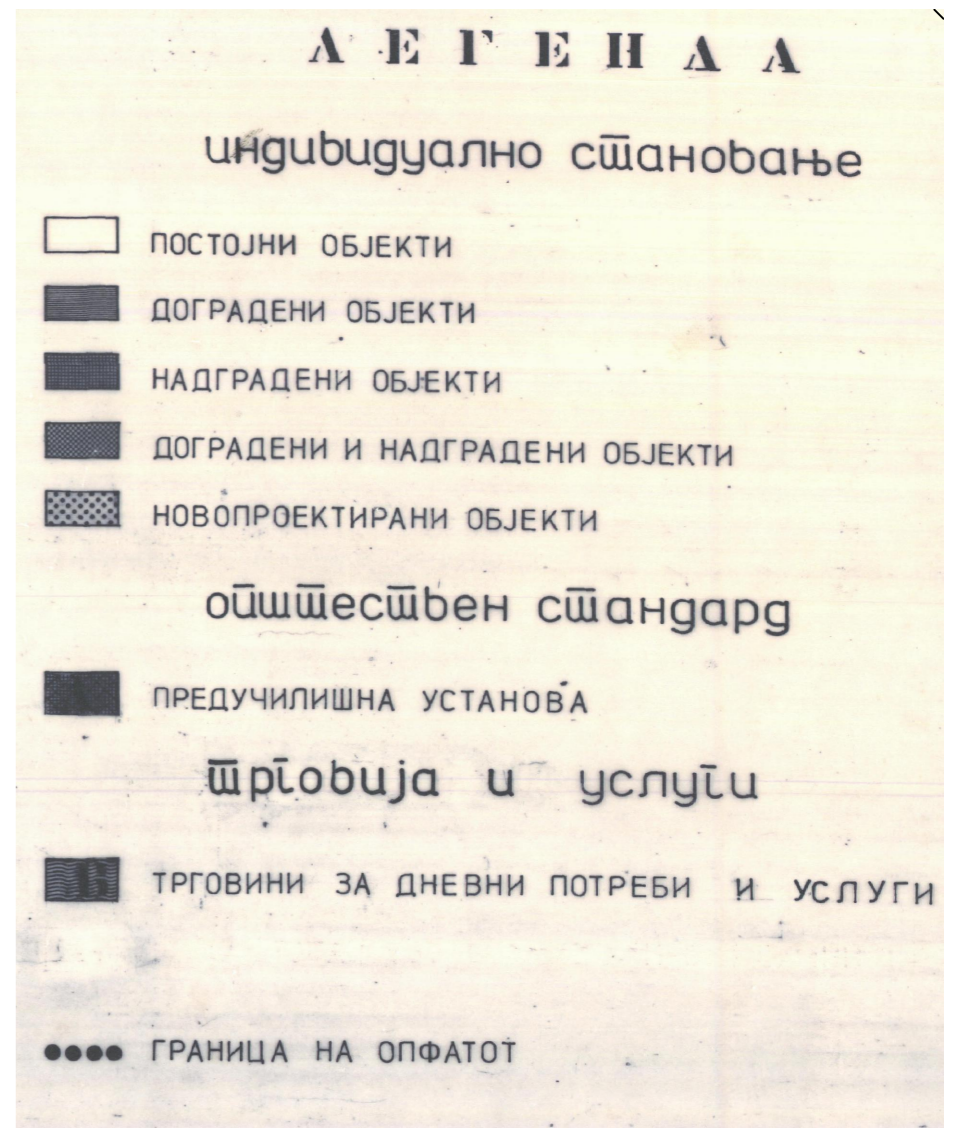 ЛЕГЕНДА
индивидуално становање
ПОСТОЈНИ ОБЈЕКТИ
ДОГРАДЕНИ ОБЈЕКТИ
НАДГРАДЕНИ ОБЈЕКТИ
ДОГРАДЕНИ И НАДГРАДЕНИ ОБЈЕКТИ
НОВОПРОЕКТИРАНИ ОБЈЕКТИ
општествен стандард
ПРЕДУЧИЛИШНА УСТАНОВА
трговија и услуги
ТРГОВИНИ ЗА ДНЕВНИ ПОТРЕБИ И УСЛУГИ
ГРАНИЦА НА ОПФАТОТ